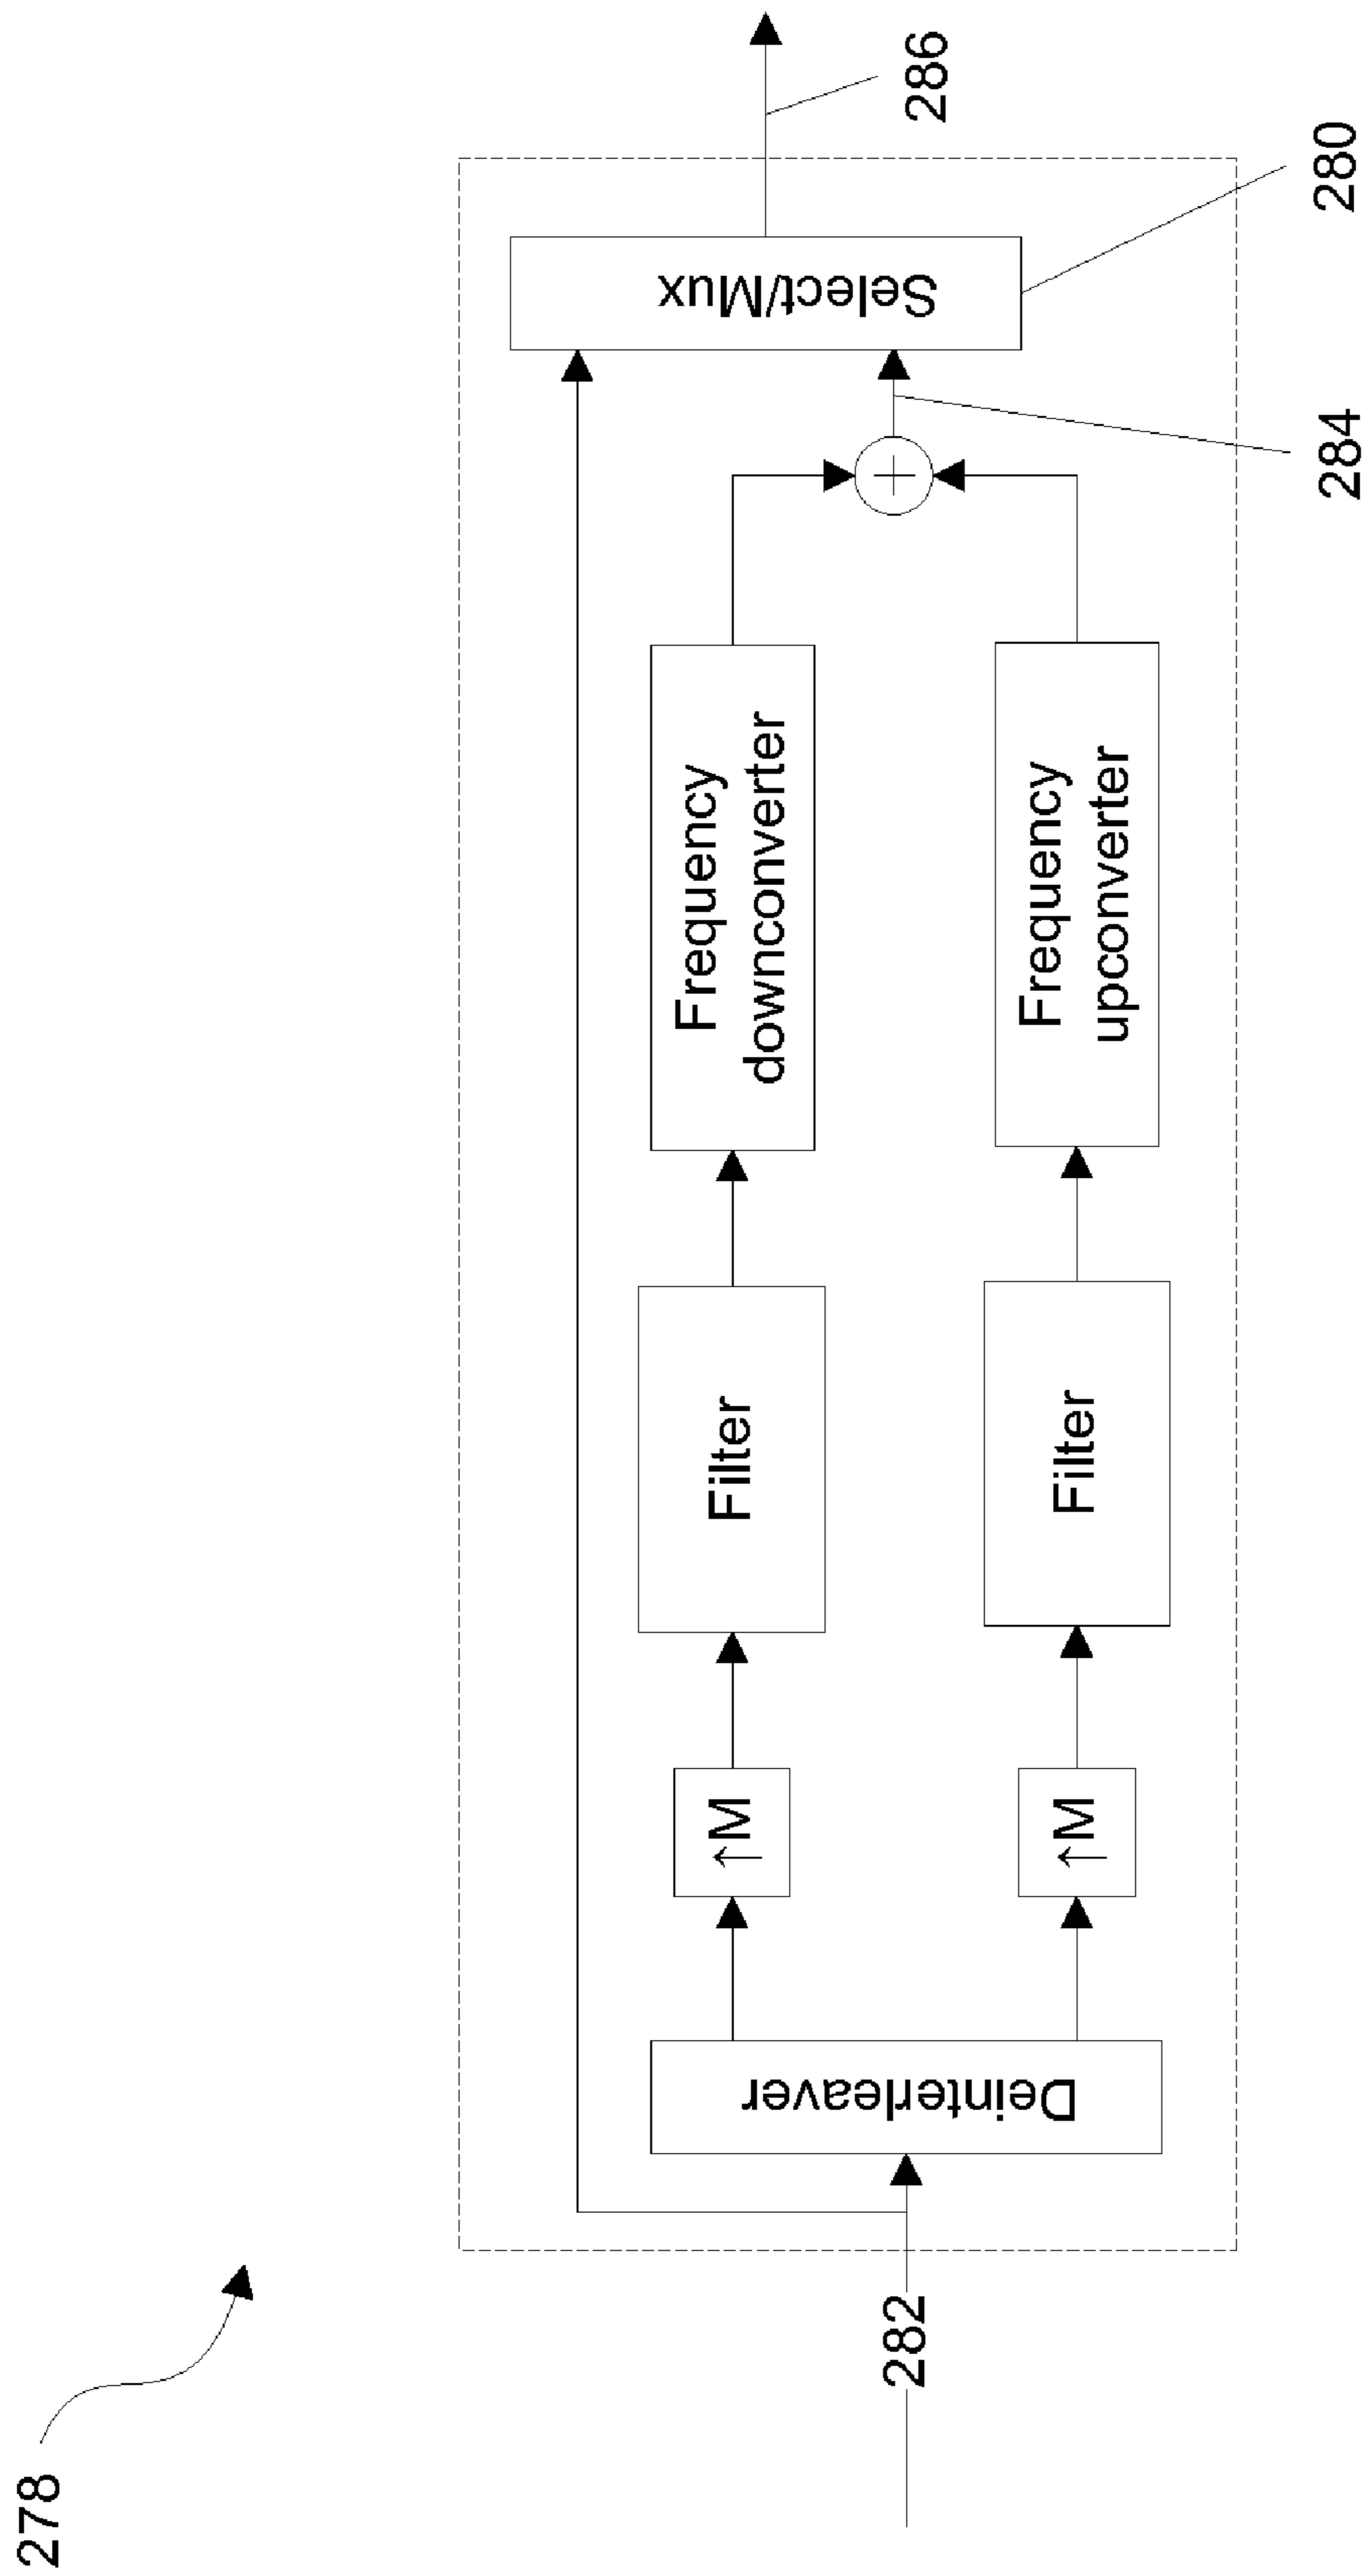 278
282
Deinterleaver
↑M
↑M
Filter
Filter
Frequency
downconverter
Frequency
upconverter
284
Select/Mux
280
286